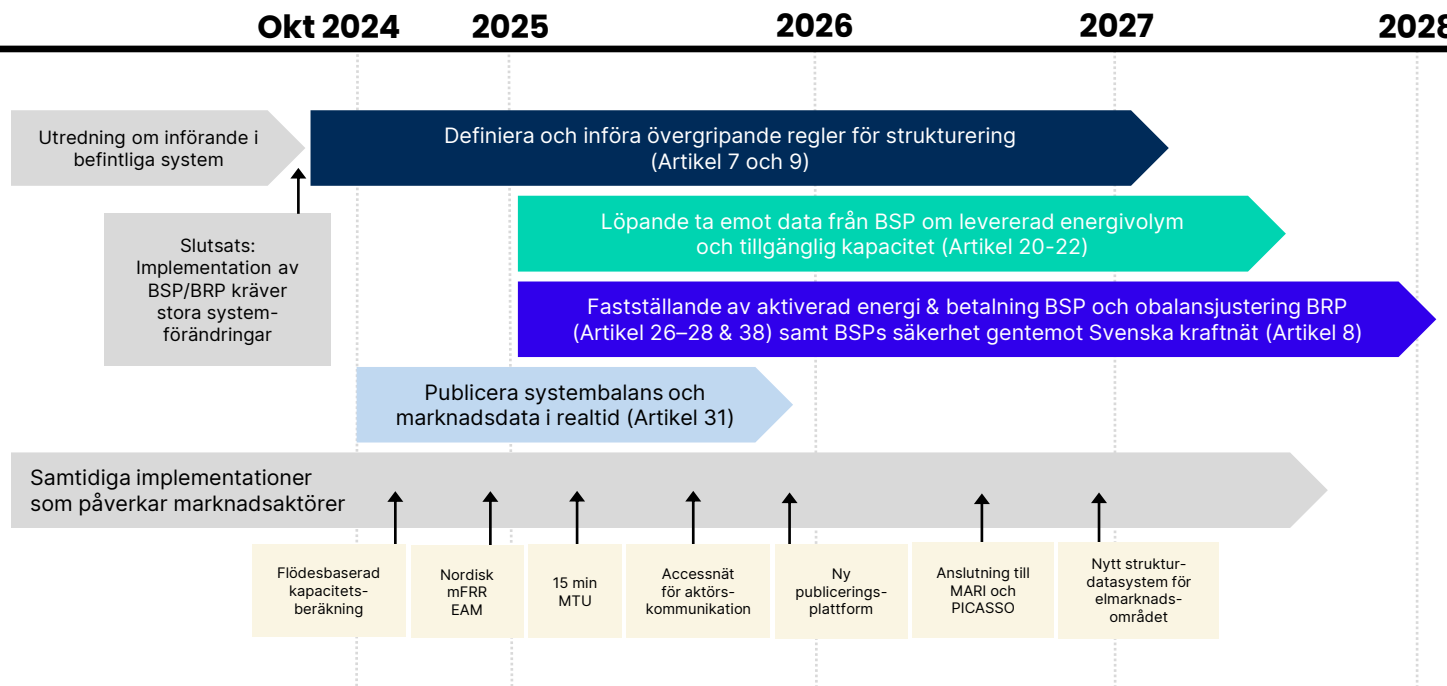 Okt 2024
2025
2026
2027
2028
Utredning om införande i
befintliga system
Definiera och införa övergripande regler för strukturering
(Artikel 7 och 9)
Löpande ta emot data från BSP om levererad energivolym
och tillgänglig kapacitet (Artikel 20-22)
Slutsats:
Implementation av
BSP/BRP kräver
stora system-
förändringar
Fastställande av aktiverad energi & betalning BSP och obalansjustering BRP
(Artikel 26–28 & 38) samt BSPs säkerhet gentemot Svenska kraftnät (Artikel 8)
Publicera systembalans och
marknadsdata i realtid (Artikel 31)
Samtidiga implementationer
som påverkar marknadsaktörer
Flödesbaserad
kapacitets-
beräkning
Nordisk
mFRR
EAM
15 min
MTU
Accessnät
för aktörs-
kommunikation
Ny
publicerings-
plattform
Anslutning till
MARI och
PICASSO
Nytt struktur-
datasystem för
elmarknads-
området